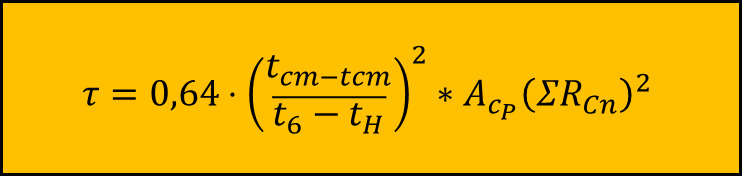 τ = 0,64 · (t_{cm−tcm} / t_6 − t_H)^2 * A_{c_P} (ΣR_{Cn})^2